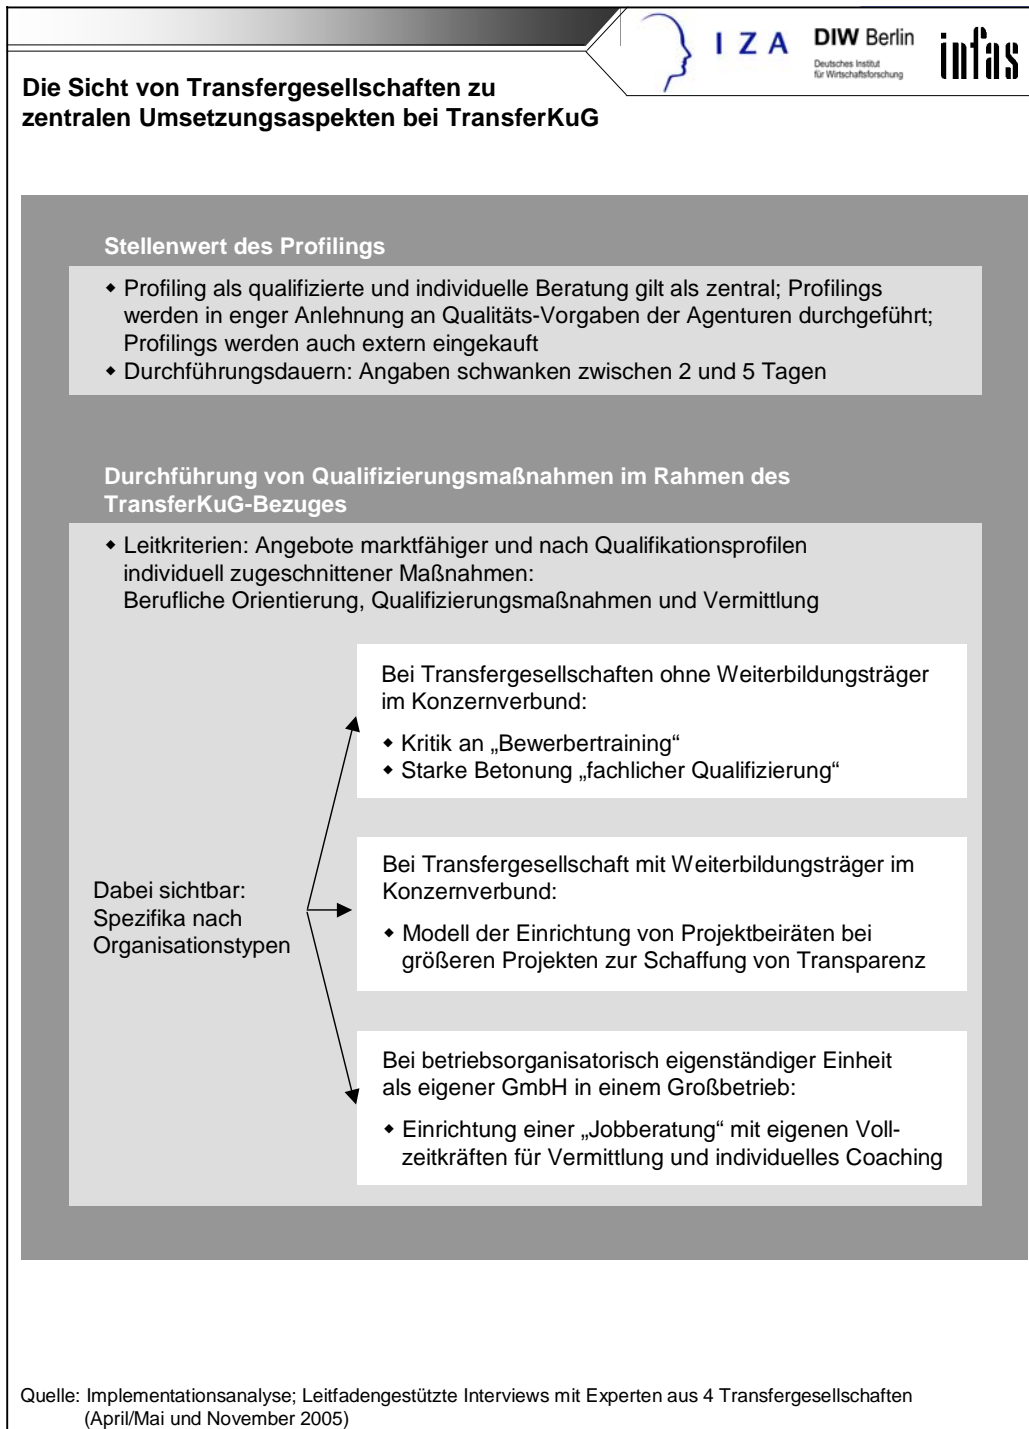 IZA
DIW Berlin
Deutsches Institut
für Wirtschaftsforschung
infas
Die Sicht von Transfergesellschaften zu
zentralen Umsetzungsaspekten bei TransferKuG
Stellenwert des Profilings
◆ Profiling als qualifizierte und individuelle Beratung gilt als zentral; Profilings
werden in enger Anlehnung an Qualitäts-Vorgaben der Agenturen durchgeführt;
Profilings werden auch extern eingekauft
◆ Durchführungsdauern: Angaben schwanken zwischen 2 und 5 Tagen
Durchführung von Qualifizierungsmaßnahmen im Rahmen des
TransferKuG-Bezuges
◆ Leitkriterien: Angebote marktfähiger und nach Qualifikationsprofilen
individuell zugeschnittener Maßnahmen:
Berufliche Orientierung, Qualifizierungsmaßnahmen und Vermittlung
Dabei sichtbar:
Spezifika nach
Organisationstypen
Bei Transfergesellschaften ohne Weiterbildungsträger
im Konzernverbund:
◆ Kritik an „Bewerbertraining“
◆ Starke Betonung „fachlicher Qualifizierung“
Bei Transfergesellschaft mit Weiterbildungsträger im
Konzernverbund:
◆ Modell der Einrichtung von Projektbeiräten bei
größeren Projekten zur Schaffung von Transparenz
Bei betriebsorganisatorisch eigenständiger Einheit
als eigener GmbH in einem Großbetrieb:
◆ Einrichtung einer „Jobberatung“ mit eigenen Voll-
zeitkräften für Vermittlung und individuelles Coaching
Quelle: Implementationsanalyse; Leitfadengestützte Interviews mit Experten aus 4 Transfergesellschaften
(April/Mai und November 2005)